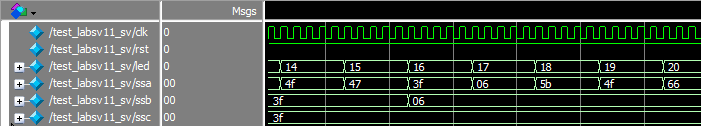 Msgs
/test_labsv11_sv/clk 0
/test_labsv11_sv/rst 0
/test_labsv11_sv/led 0 14 15 16 17 18 19 20
/test_labsv11_sv/ssa 00 4f 47 3f 06 5b 4f 66
/test_labsv11_sv/ssb 00 3f 06
/test_labsv11_sv/ssc 00 3f